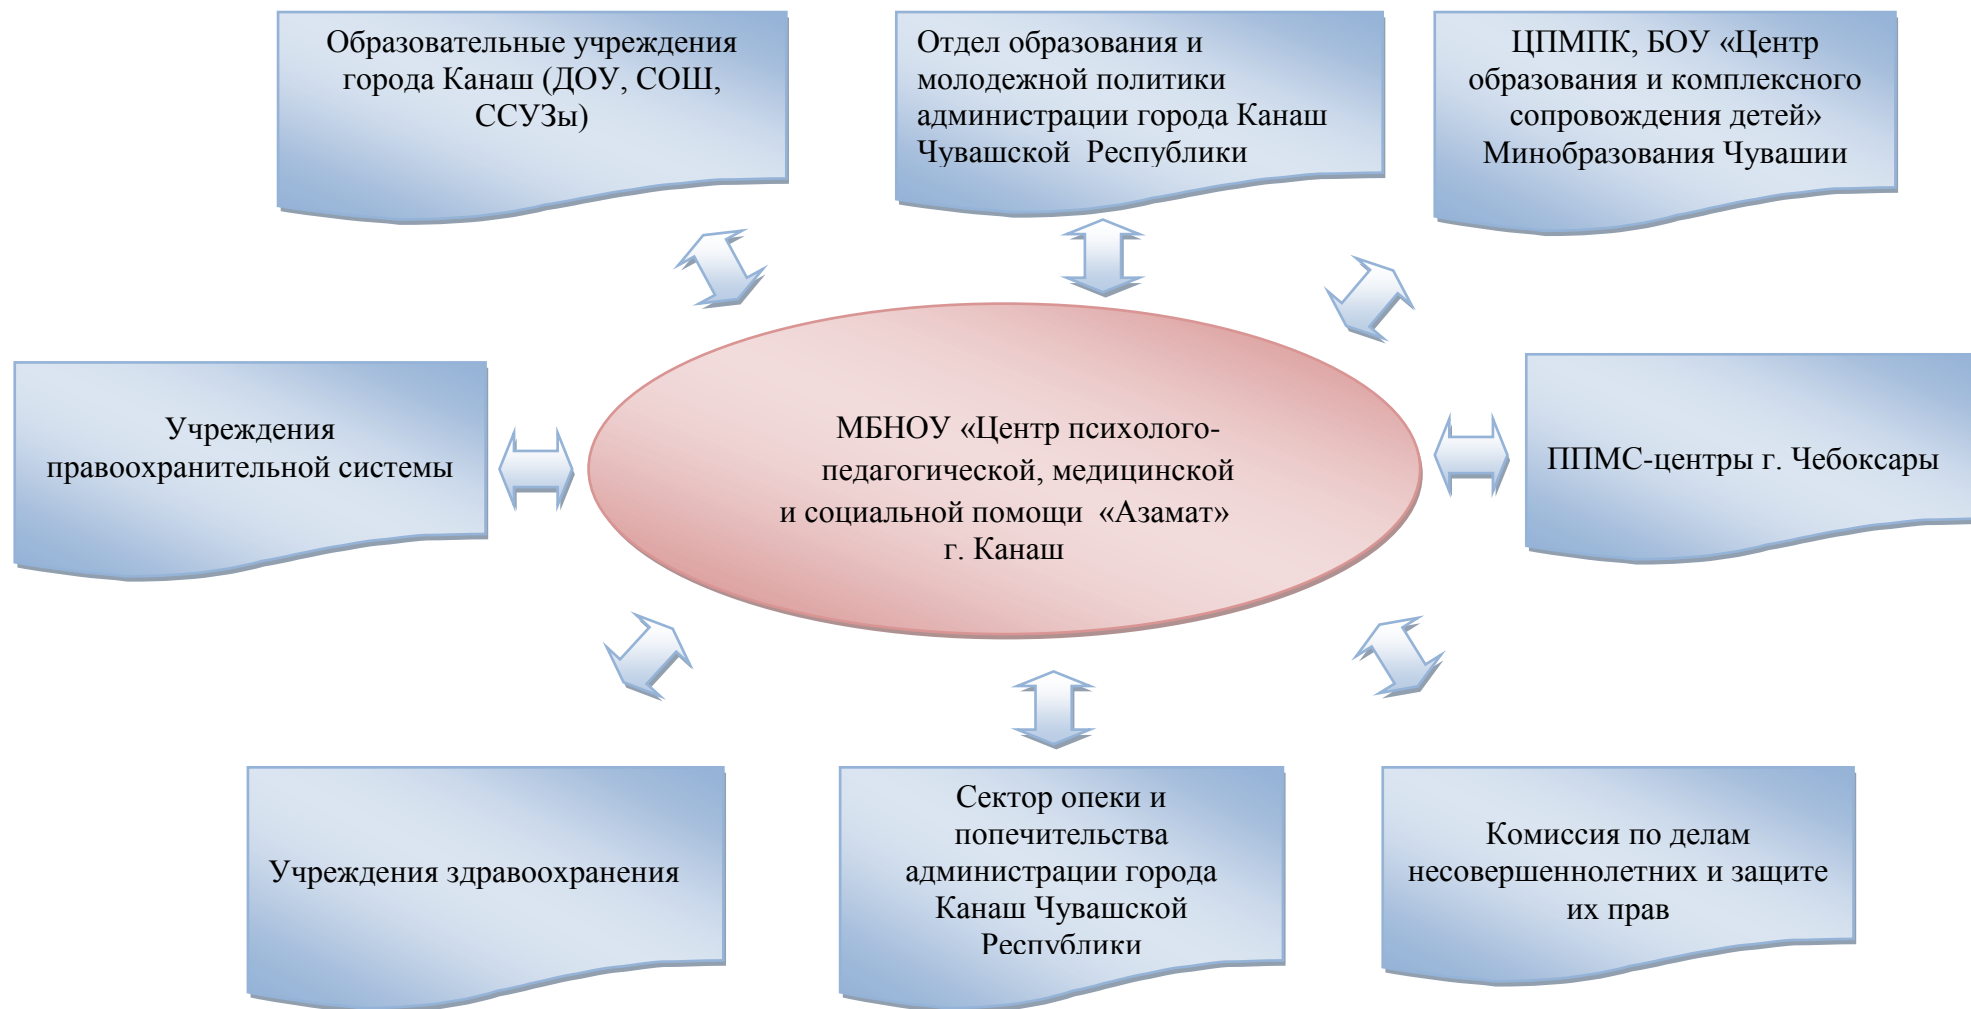 Образовательные учреждения
города Канаш (ДОУ, СОШ,
ССУЗы)
Отдел образования и
молодежной политики
администрации города Канаш
Чувашской Республики
ЦПМПК, БОУ «Центр
образования и комплексного
сопровождения детей»
Минобразования Чувашии
Учреждения
правоохранительной системы
МБНОУ «Центр психолого-
педагогической, медицинской
и социальной помощи «Азамат»
г. Канаш
ППМС-центры г. Чебоксары
Учреждения здравоохранения
Сектор опеки и
попечительства
администрации города
Канаш Чувашской
Республики
Комиссия по делам
несовершеннолетних и защите
их прав